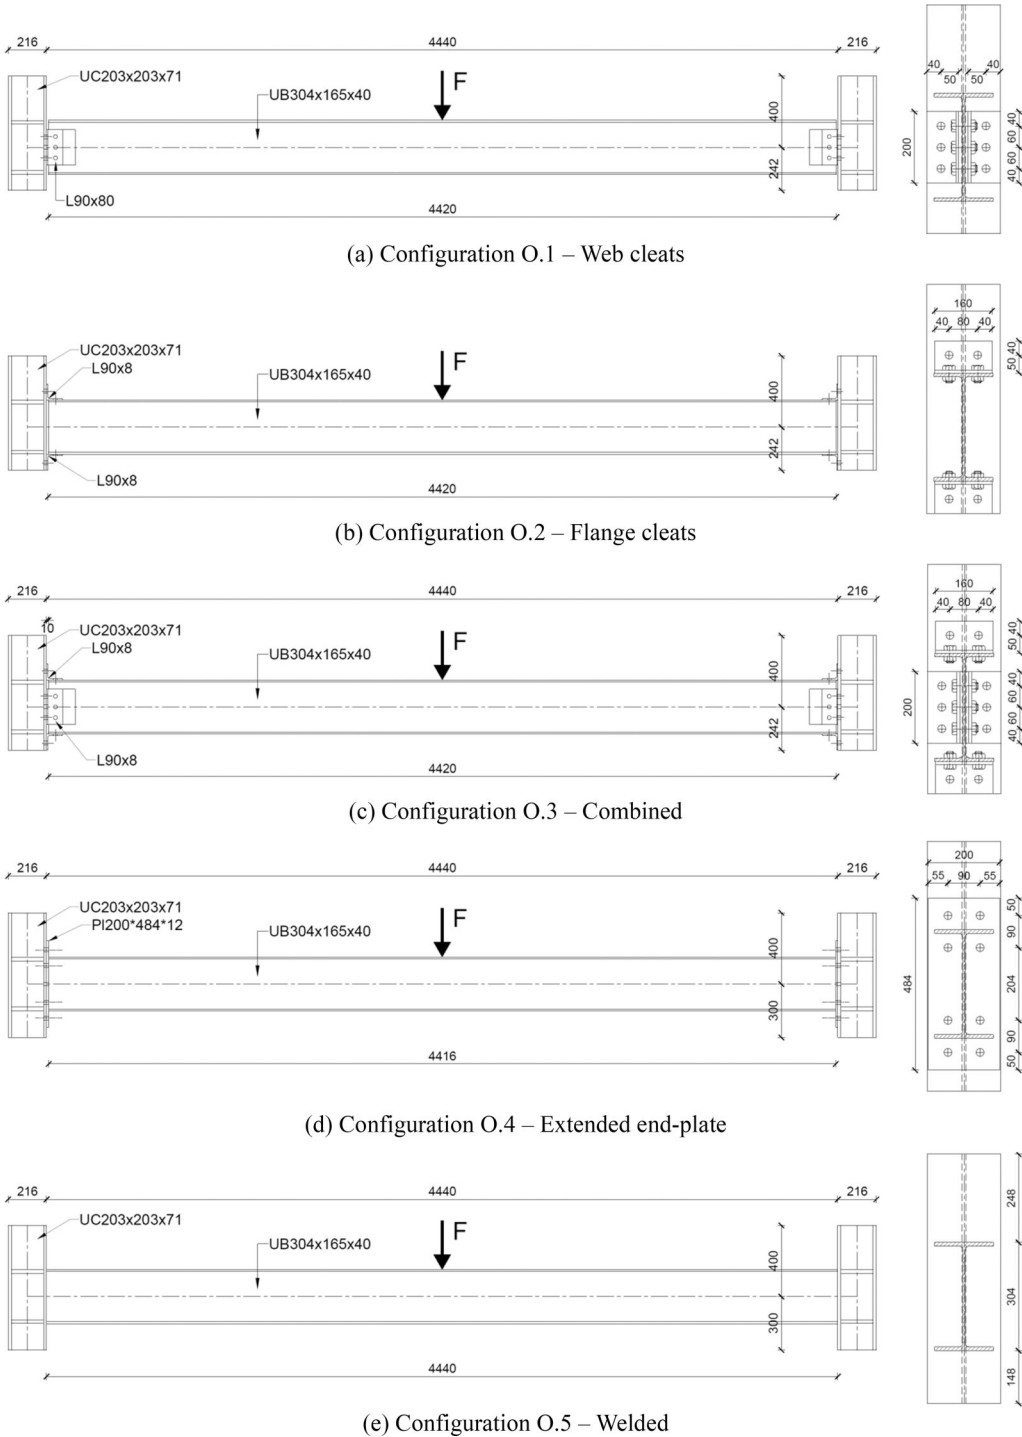 216 4440 216
UC203x203x71
UB304x165x40
F
400
242
L90x80
4420
40 40
50 50
200
40
60
60
40
(a) Configuration O.1 – Web cleats
UC203x203x71
L90x8
UB304x165x40
F
400
242
L90x8
4420
160
40 80 40
40
50
(b) Configuration O.2 – Flange cleats
216 4440 216
10
UC203x203x71
L90x8
UB304x165x40
F
400
242
L90x8
4420
160
40 80 40
40
50
200
40
60
60
40
(c) Configuration O.3 – Combined
216 4440 216
UC203x203x71
Pl200*484*12
UB304x165x40
F
400
300
4416
200
55 90 55
484
50
90
204
90
50
(d) Configuration O.4 – Extended end-plate
216 4440 216
UC203x203x71
UB304x165x40
F
400
300
4440
248
304
148
(e) Configuration O.5 – Welded